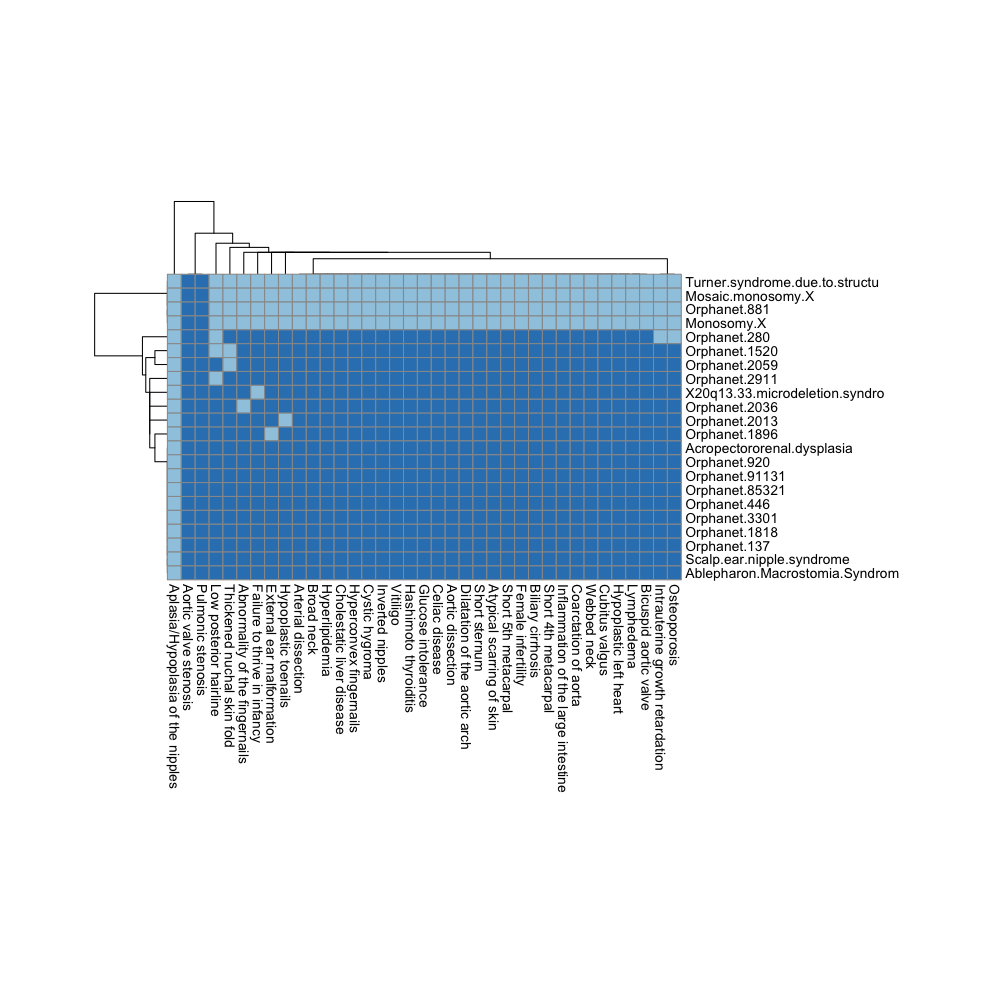 Turner.syndrome.due.to.structu
Mosaic.monosomy.X
Orphanet.881
Monosomy.X
Orphanet.280
Orphanet.1520
Orphanet.2059
Orphanet.2911
X20q13.33.microdeletion.syndro
Orphanet.2036
Orphanet.2013
Orphanet.1896
Acropectororenal.dysplasia
Orphanet.920
Orphanet.91131
Orphanet.85321
Orphanet.446
Orphanet.3301
Orphanet.1818
Orphanet.137
Scalp.ear.nipple.syndrome
Ablepharon.Macrostomia.Syndrom
Aplasia/Hypoplasia of the nipples
Aortic valve stenosis
Pulmonic stenosis
Low posterior hairline
Thickened nuchal skin fold
Abnormality of the fingernails
Failure to thrive in infancy
External ear malformation
Hypoplastic toenails
Arterial dissection
Broad neck
Hyperlipidemia
Cholestatic liver disease
Hyperconvex fingernails
Cystic hygroma
Inverted nipples
Vitiligo
Hashimoto thyroiditis
Glucose intolerance
Celiac disease
Aortic dissection
Dilatation of the aortic arch
Short sternum
Atypical scarring of skin
Short 5th metacarpal
Female infertility
Biliary cirrhosis
Short 4th metacarpal
Inflammation of the large intestine
Coarctation of aorta
Webbed neck
Cubitus valgus
Hypoplastic left heart
Lymphedema
Bicuspid aortic valve
Intrauterine growth retardation
Osteoporosis